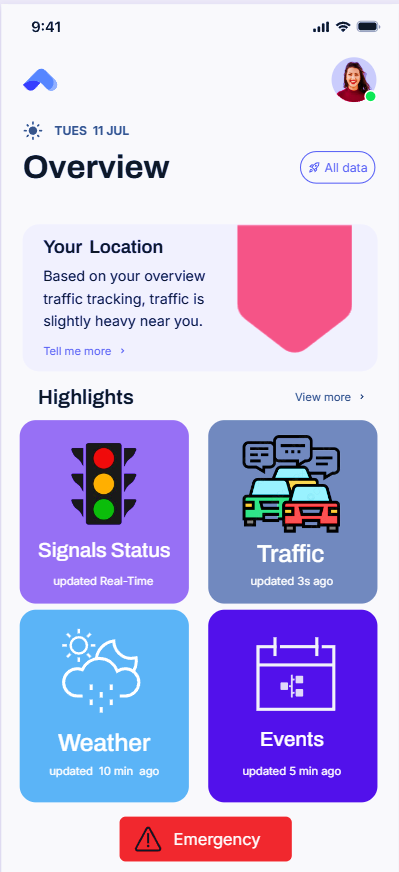 9:41
TUES 11 JUL
Overview
All data
Your Location
Based on your overview
traffic tracking, traffic is
slightly heavy near you.
Tell me more
Highlights
View more
Signals Status
updated Real-Time
Traffic
updated 3s ago
Weather
updated 10 min ago
Events
updated 5 min ago
Emergency